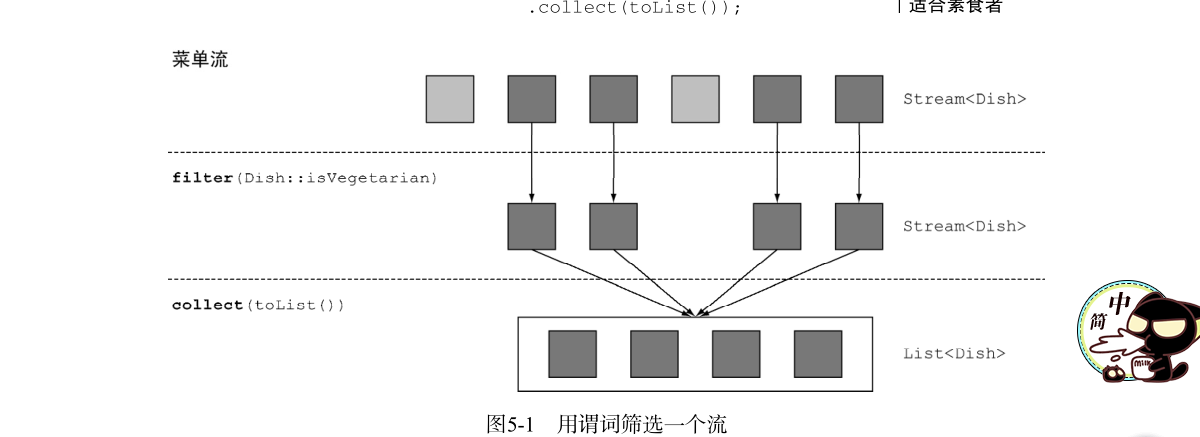 .collect(toList());
适合素食者
菜单流
Stream<Dish>
filter(Dish::isVegetarian)
Stream<Dish>
collect(toList())
List<Dish>
图5-1 用谓词筛选一个流
中
简
Milk